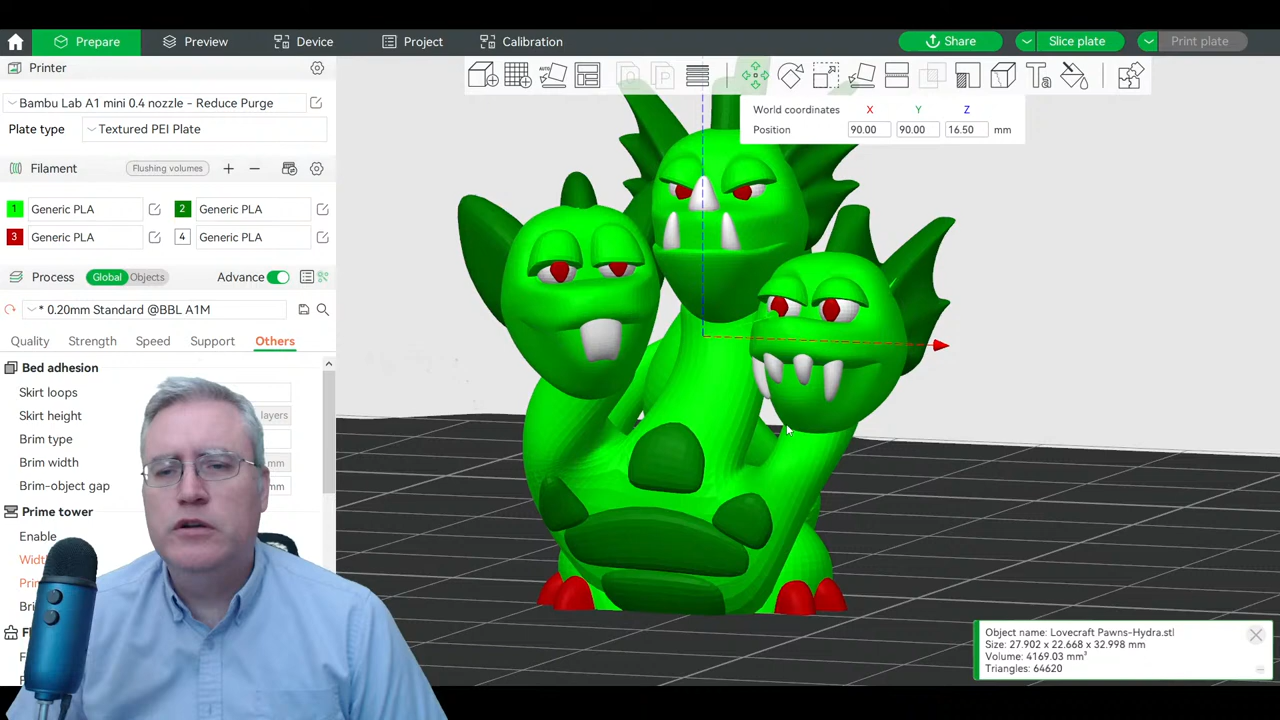 Prepare Preview Device Project Calibration Share Slice plate Print plate
Printer
Bambu Lab A1 mini 0.4 nozzle - Reduce Purge
Plate type Textured PEI Plate
World coordinates X Y Z
Position 90.00 90.00 16.50 mm
Filament Flushing volumes
1 Generic PLA 2 Generic PLA
3 Generic PLA 4 Generic PLA
Process Global Objects Advance
* 0.20mm Standard @BBL A1M
Quality Strength Speed Support Others
Bed adhesion
Skirt loops
Skirt height layers
Brim type
Brim width mm
Brim-object gap mm
Prime tower
Enable
Object name: Lovecraft Pawns-Hydra.stl
Size: 27.902 x 22.668 x 32.998 mm
Volume: 4169.03 mm³
Triangles: 64620